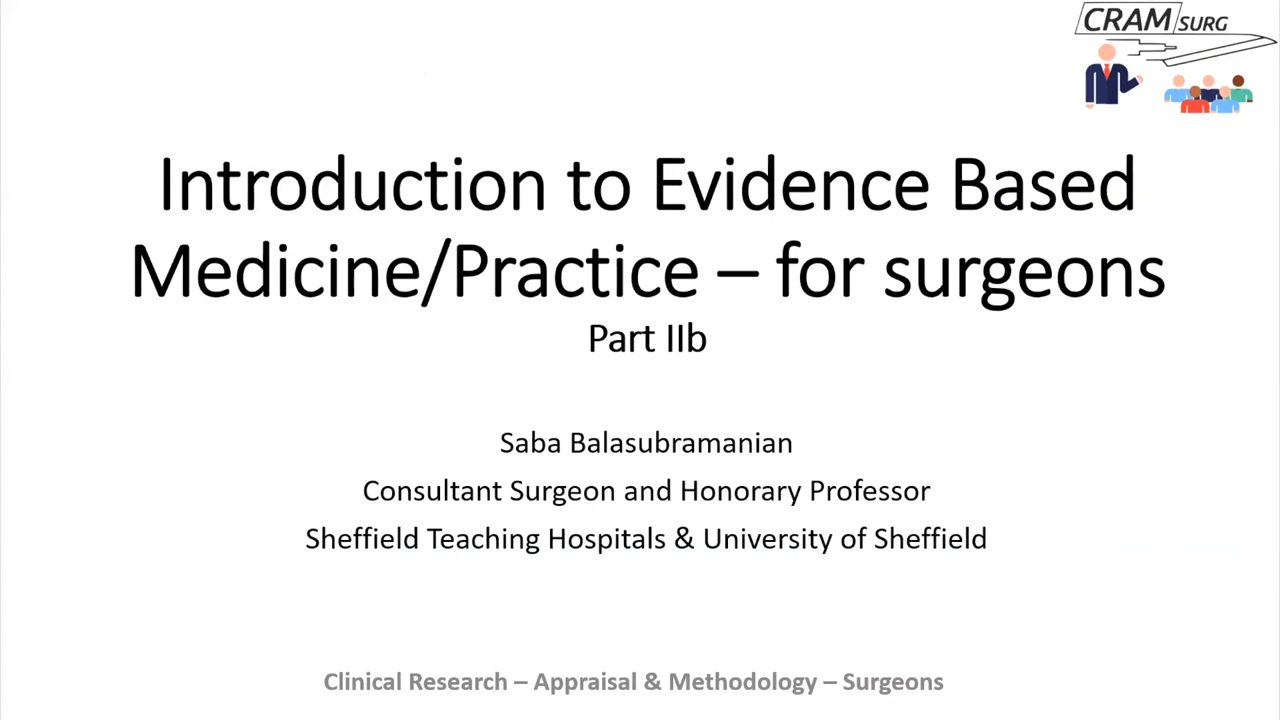 CRAM SURG
Introduction to Evidence Based
Medicine/Practice – for surgeons
Part IIb
Saba Balasubramanian
Consultant Surgeon and Honorary Professor
Sheffield Teaching Hospitals & University of Sheffield
Clinical Research – Appraisal & Methodology – Surgeons